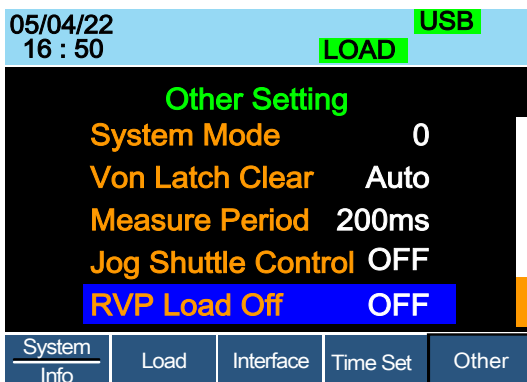 05/04/22
USB
16 : 50
LOAD
Other Setting
System Mode 0
Von Latch Clear Auto
Measure Period 200ms
Jog Shuttle Control OFF
RVP Load Off OFF
System
Info
Load
Interface
Time Set
Other